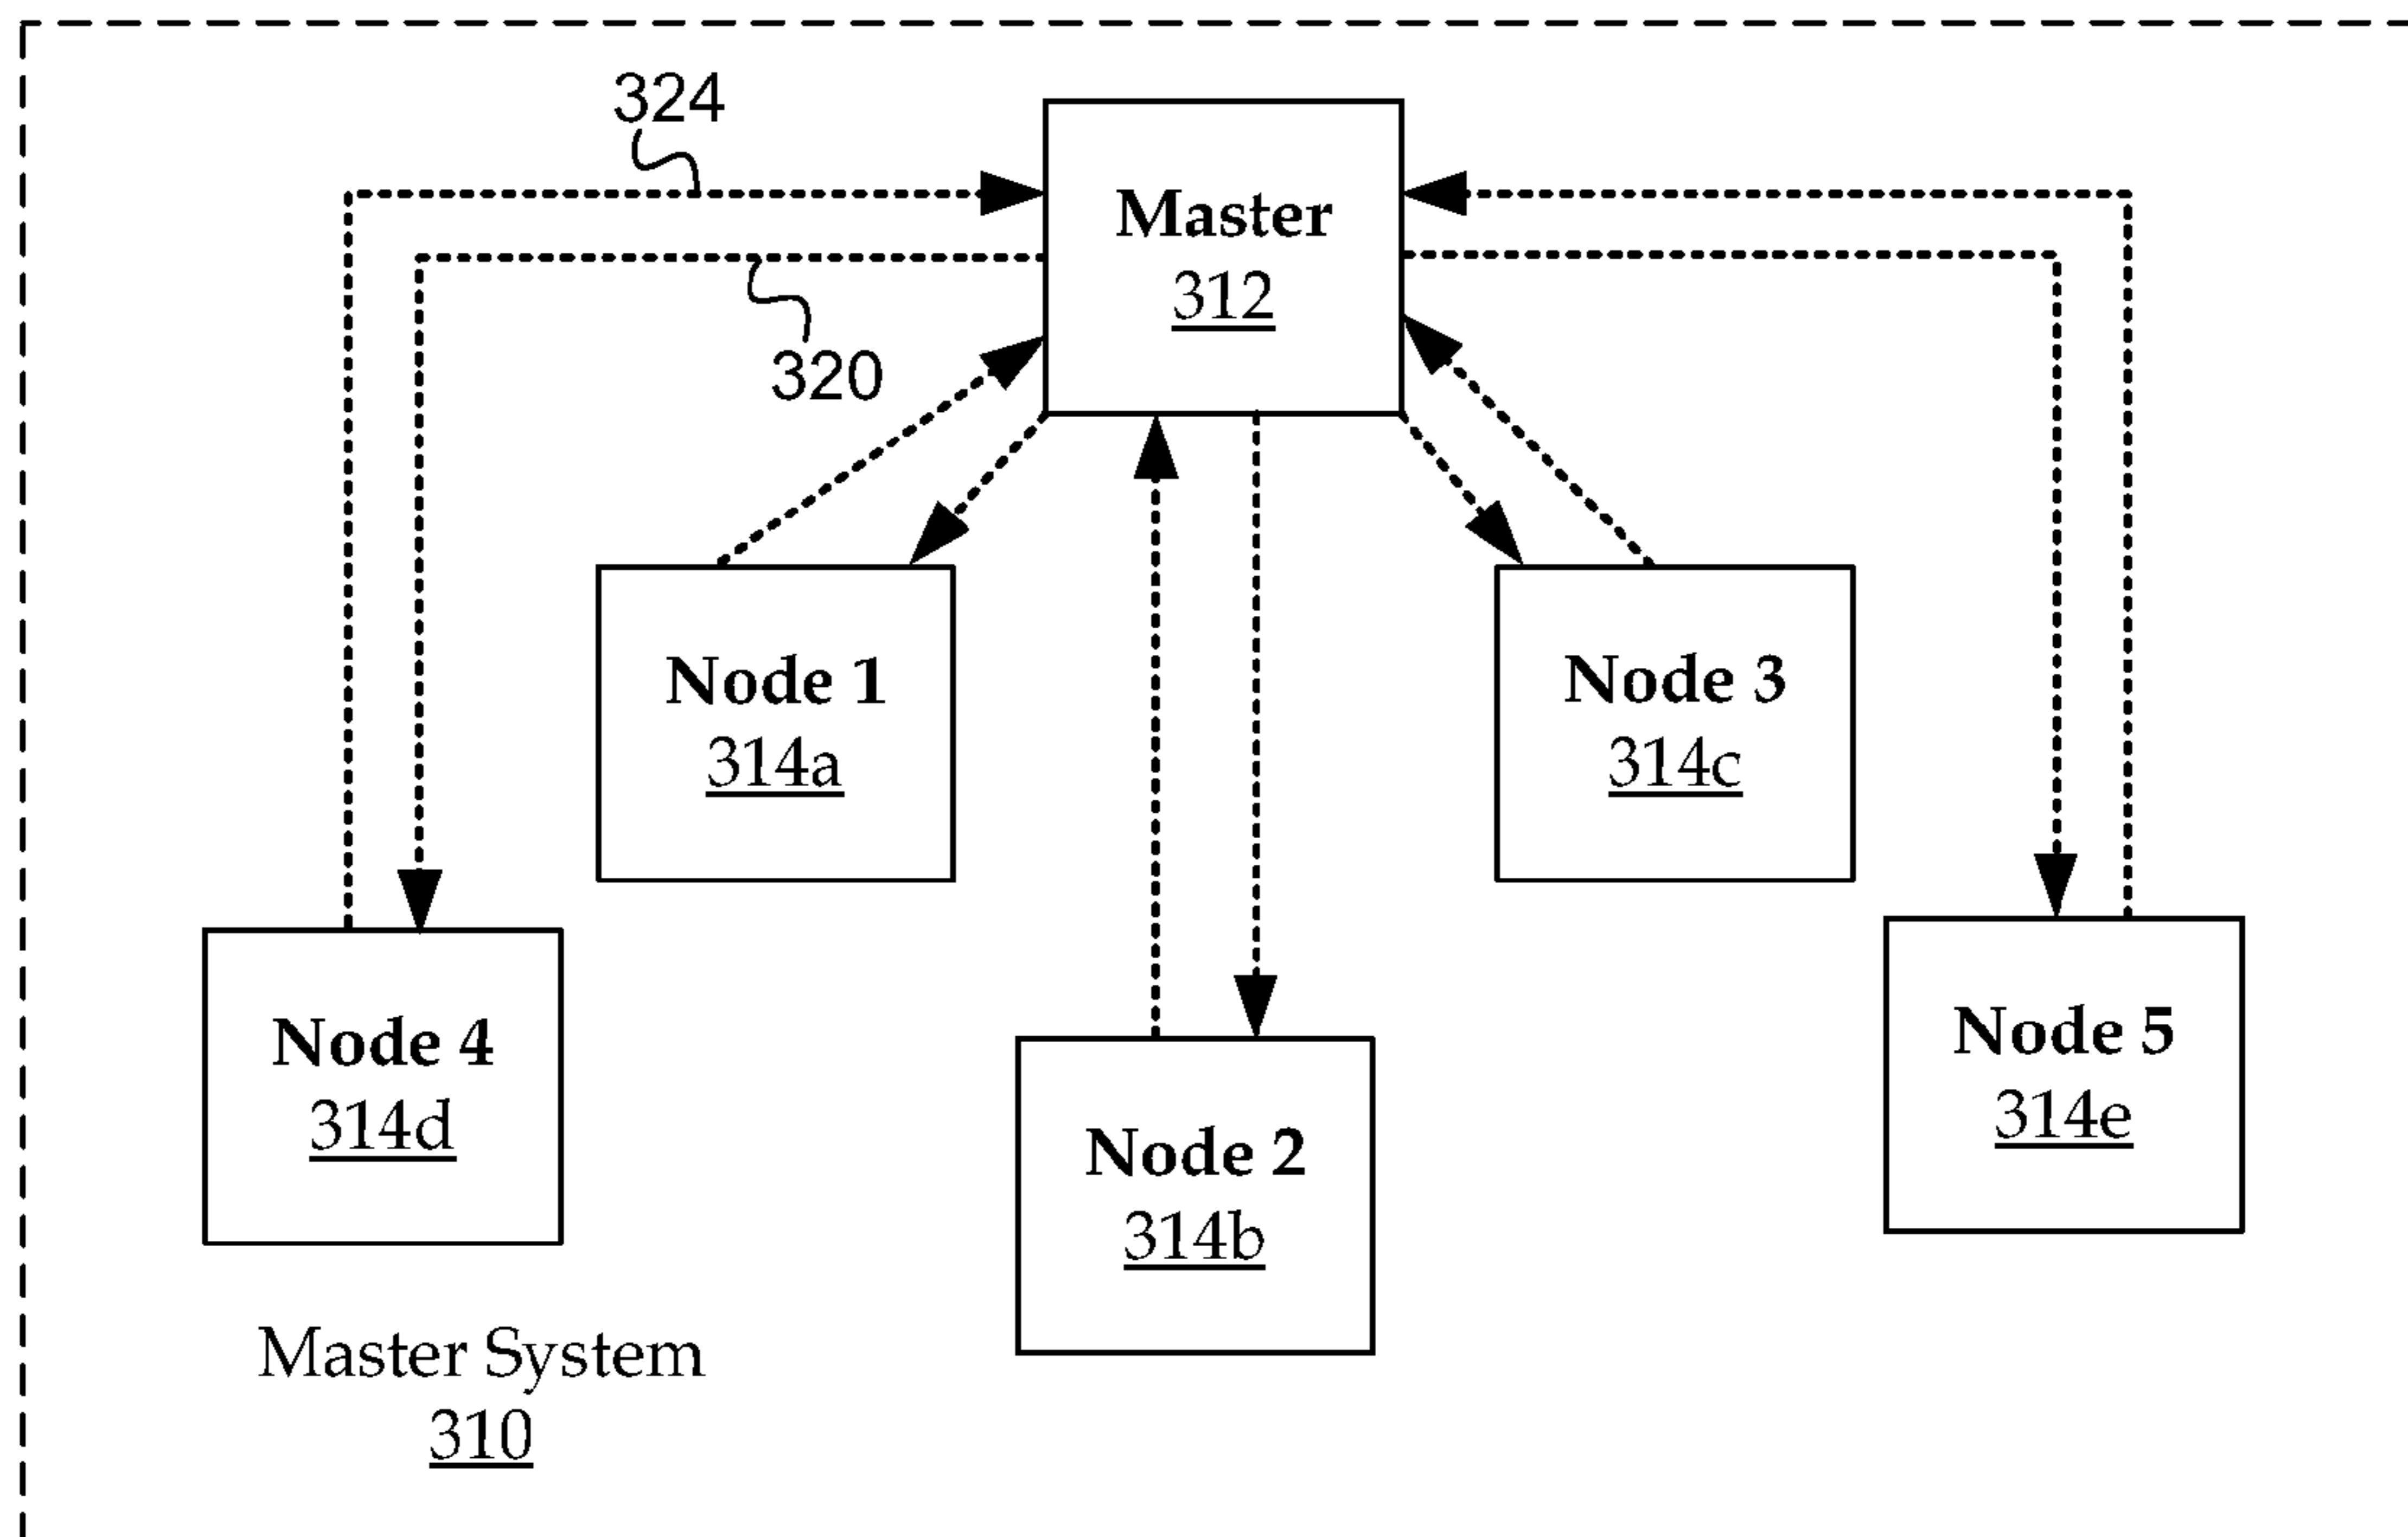 324
Master
312
320
Node 1
314a
Node 3
314c
Node 4
314d
Node 5
314e
Node 2
314b
Master System
310